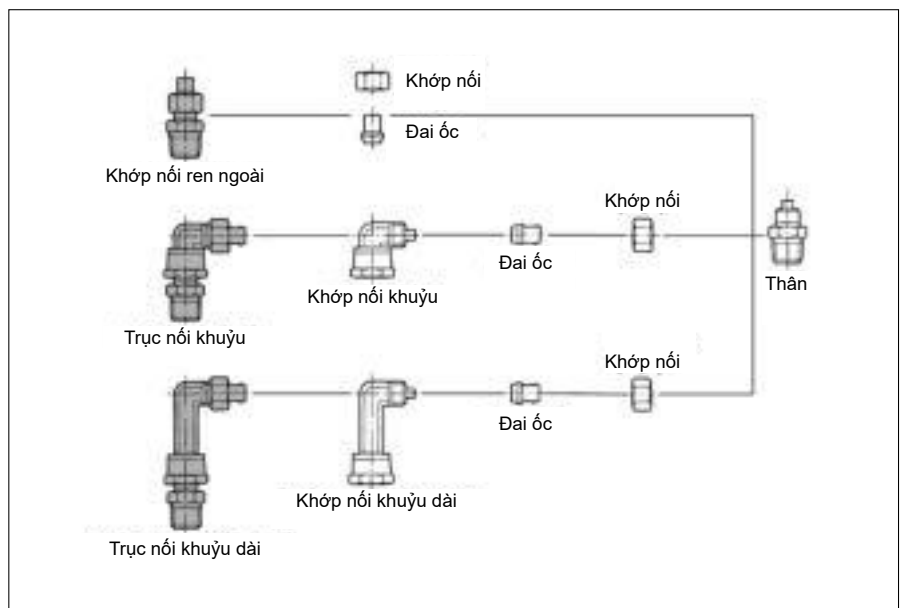 Khớp nối
Đai ốc
Khớp nối ren ngoài
Khớp nối
Đai ốc
Thân
Khớp nối khuỷu
Trục nối khuỷu
Khớp nối
Đai ốc
Khớp nối khuỷu dài
Trục nối khuỷu dài